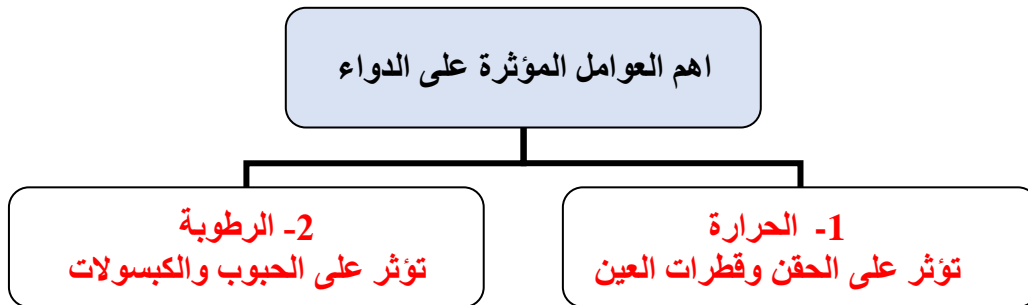 اهم العوامل المؤثرة على الدواء
1- الحرارة
تؤثر على الحقن وقطرات العين
2- الرطوبة
تؤثر على الحبوب والكبسولات